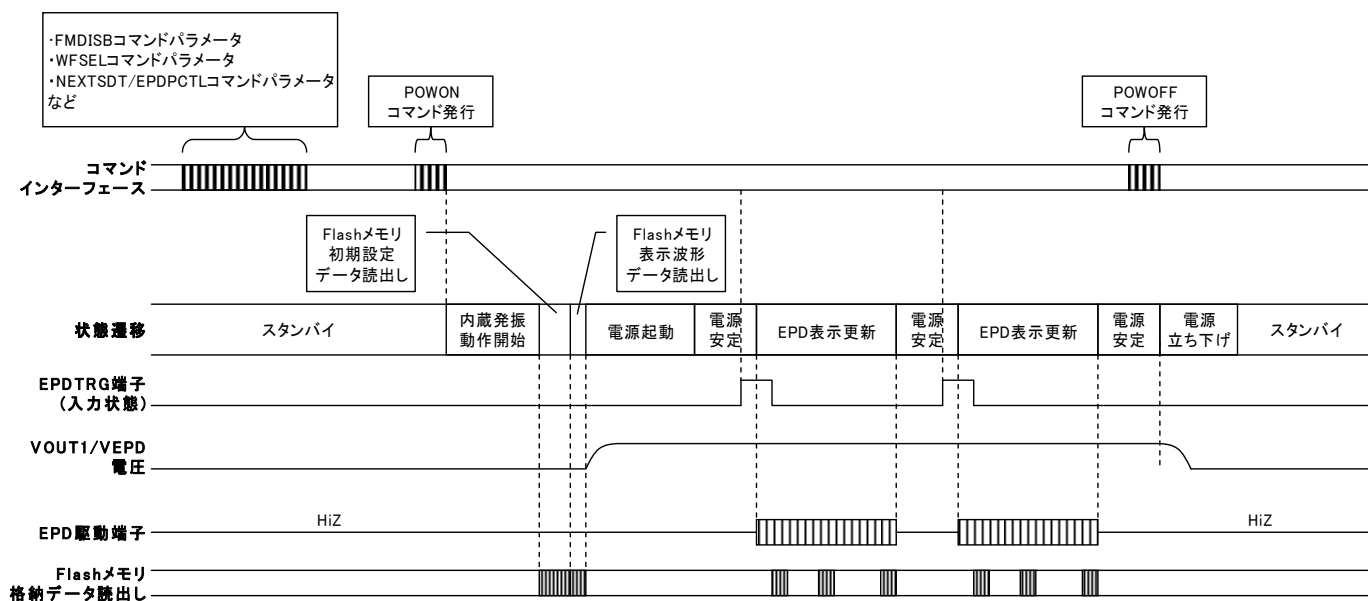 ・FMDISBコマンドパラメータ
・WFSELコマンドパラメータ
・NEXTSDT/EPDPCTLコマンドパラメータ
など
POWON
コマンド発行
POWOFF
コマンド発行
コマンド
インターフェース
Flashメモリ
初期設定
データ読出し
Flashメモリ
表示波形
データ読出し
状態遷移
スタンバイ
内蔵発振
動作開始
電源起動
電源
安定
EPD表示更新
電源
安定
EPD表示更新
電源
安定
電源
立ち下げ
スタンバイ
EPDTRG端子
(入力状態)
VOUT1/VEPD
電圧
EPD駆動端子
HiZ
HiZ
Flashメモリ
格納データ読出し